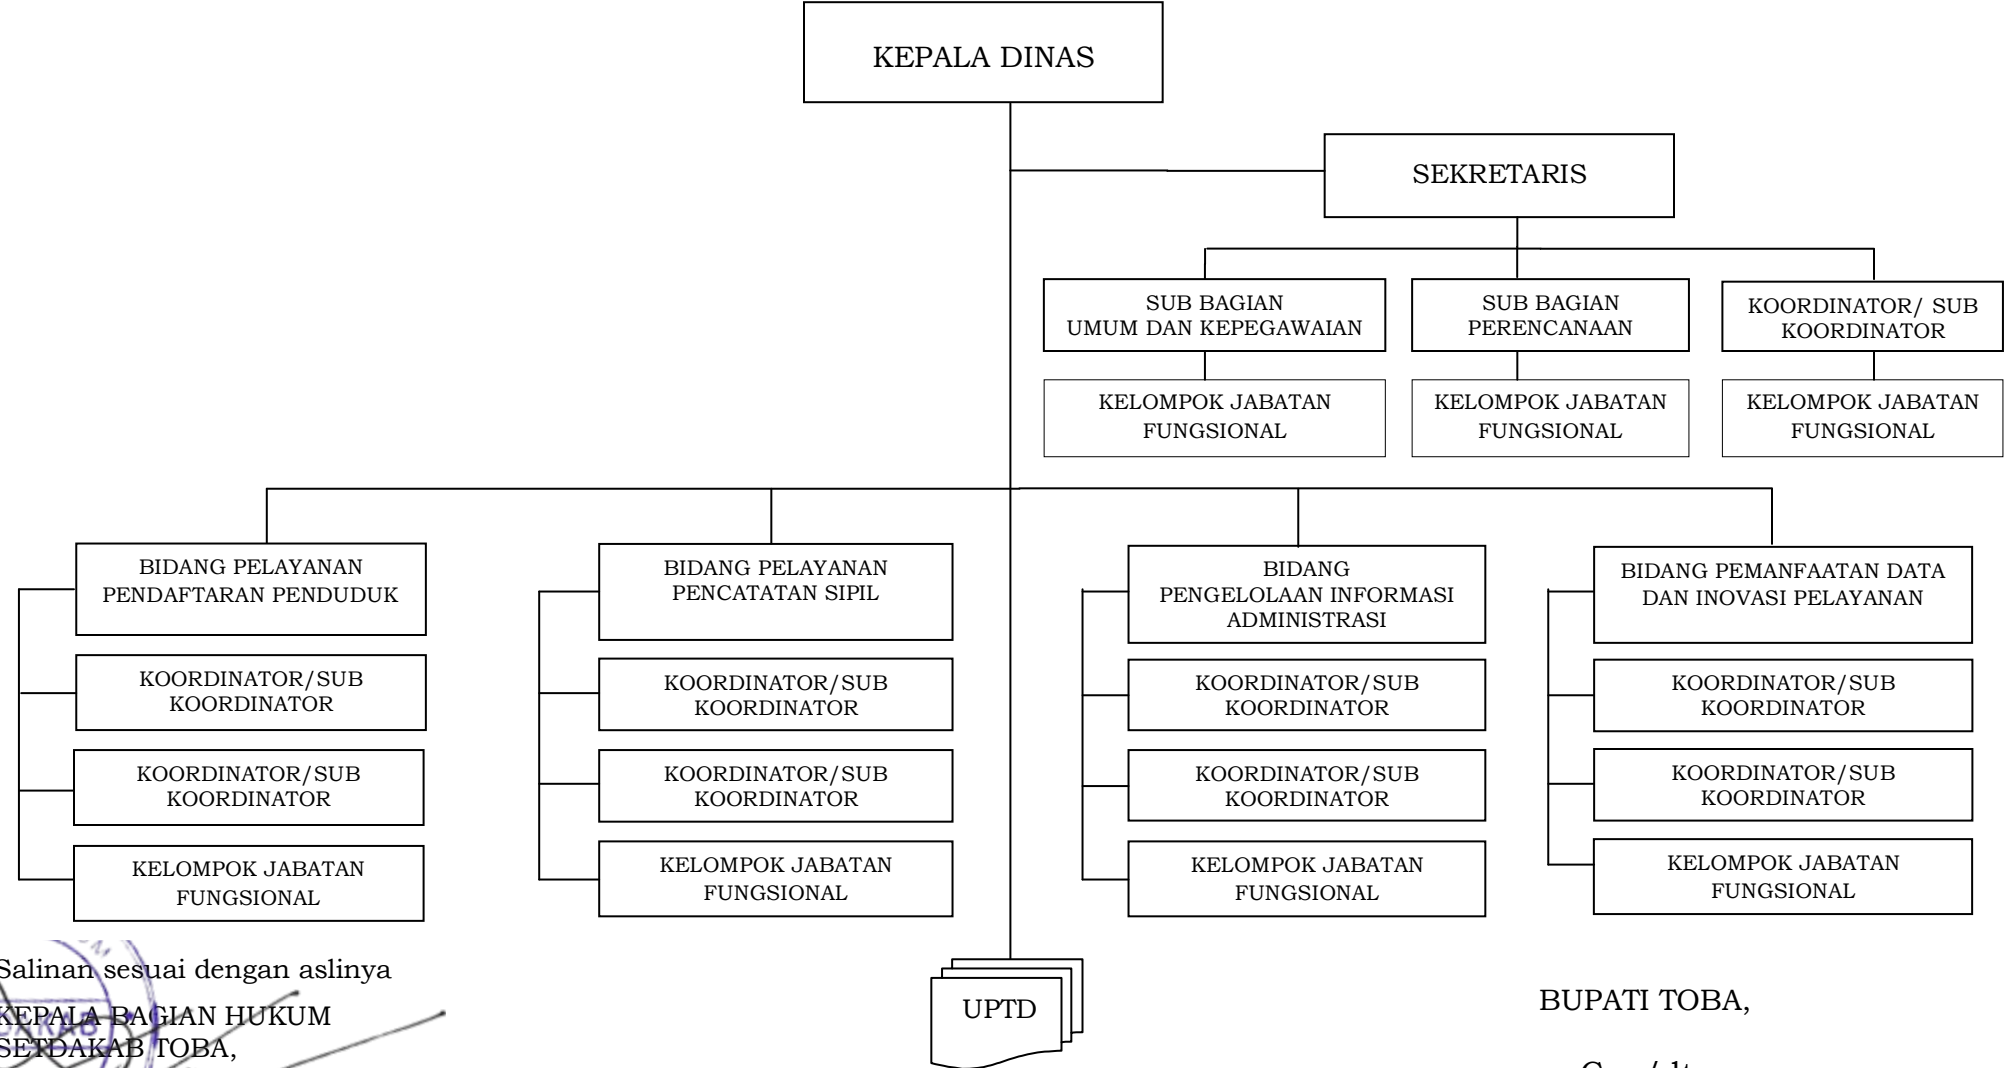 KEPALA DINAS
SEKRETARIS
SUB BAGIAN
UMUM DAN KEPEGAWAIAN
SUB BAGIAN
PERENCANAAN
KOORDINATOR/ SUB
KOORDINATOR
KELOMPOK JABATAN
FUNGSIONAL
KELOMPOK JABATAN
FUNGSIONAL
KELOMPOK JABATAN
FUNGSIONAL
BIDANG PELAYANAN
PENDAFTARAN PENDUDUK
KOORDINATOR/SUB
KOORDINATOR
KOORDINATOR/SUB
KOORDINATOR
KELOMPOK JABATAN
FUNGSIONAL
BIDANG PELAYANAN
PENCATATAN SIPIL
KOORDINATOR/SUB
KOORDINATOR
KOORDINATOR/SUB
KOORDINATOR
KELOMPOK JABATAN
FUNGSIONAL
BIDANG
PENGELOLAAN INFORMASI
ADMINISTRASI
KOORDINATOR/SUB
KOORDINATOR
KOORDINATOR/SUB
KOORDINATOR
KELOMPOK JABATAN
FUNGSIONAL
BIDANG PEMANFAATAN DATA
DAN INOVASI PELAYANAN
KOORDINATOR/SUB
KOORDINATOR
KOORDINATOR/SUB
KOORDINATOR
KELOMPOK JABATAN
FUNGSIONAL
UPTD
Salinan sesuai dengan aslinya
KEPALA BAGIAN HUKUM
SETDAKAB TOBA,
BUPATI TOBA,